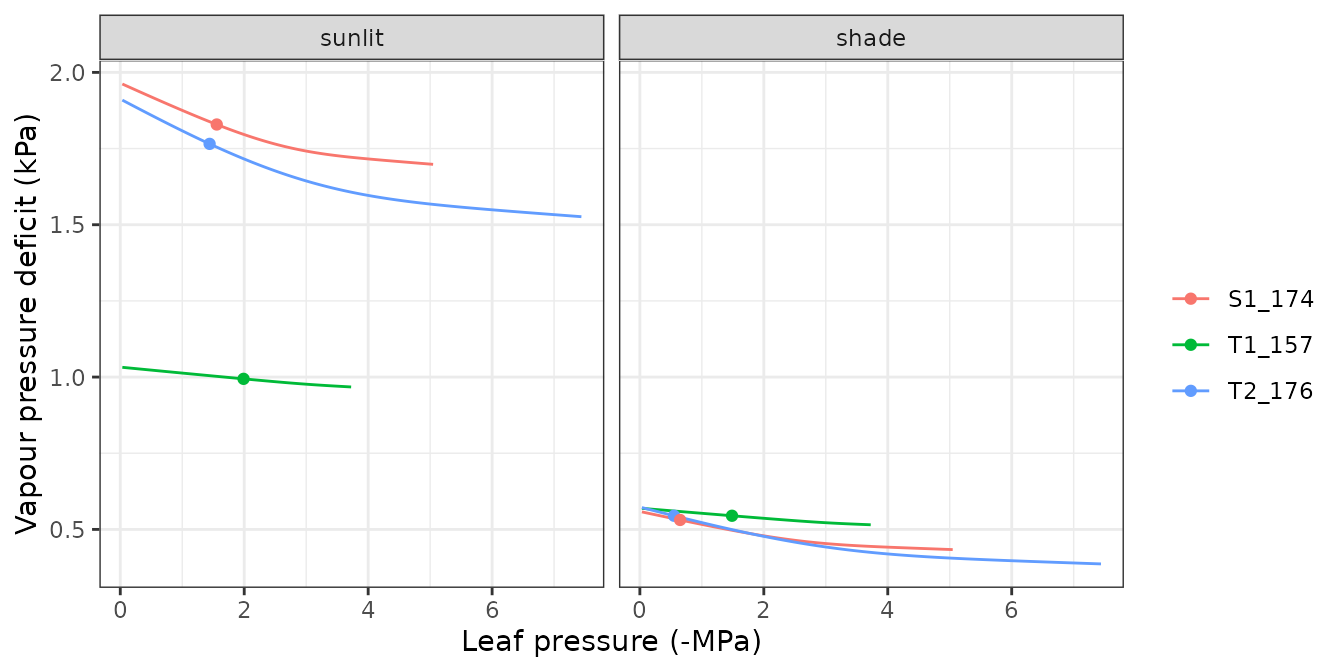 sunlit
shade
Vapour pressure deficit (kPa)
2.0
1.5
1.0
0.5
0 2 4 6
0 2 4 6
Leaf pressure (-MPa)
S1_174
T1_157
T2_176